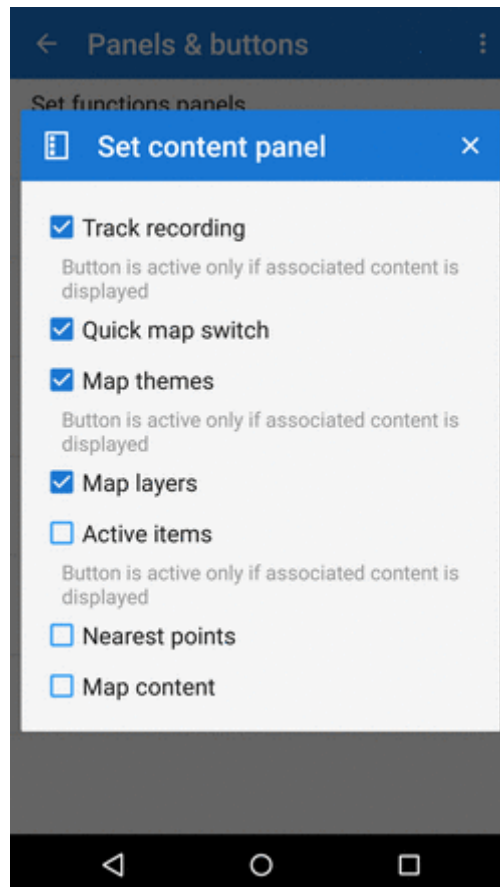 Panels & buttons
Set functions panels
Set content panel
Track recording
Button is active only if associated content is
displayed
Quick map switch
Map themes
Button is active only if associated content is
displayed
Map layers
Active items
Button is active only if associated content is
displayed
Nearest points
Map content